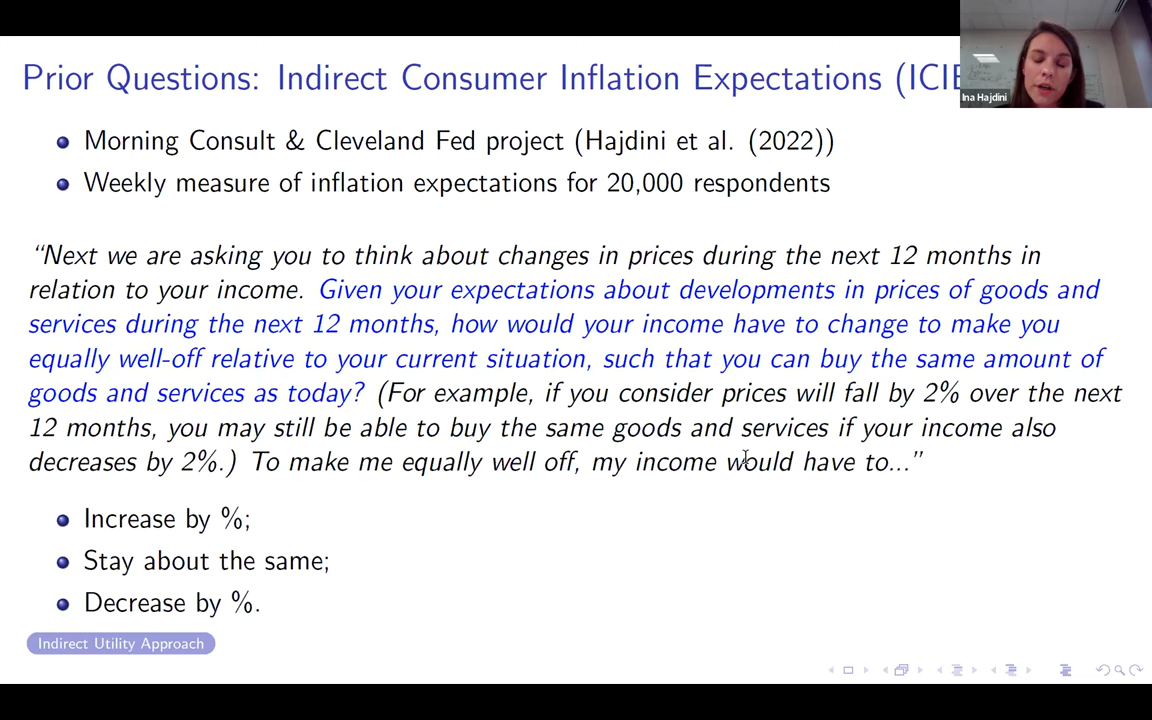 Prior Questions: Indirect Consumer Inflation Expectations (ICIE
Ina Hajdini
Morning Consult & Cleveland Fed project (Hajdini et al. (2022))
Weekly measure of inflation expectations for 20,000 respondents
“Next we are asking you to think about changes in prices during the next 12 months in
relation to your income. Given your expectations about developments in prices of goods and
services during the next 12 months, how would your income have to change to make you
equally well-off relative to your current situation, such that you can buy the same amount of
goods and services as today? (For example, if you consider prices will fall by 2% over the next
12 months, you may still be able to buy the same goods and services if your income also
decreases by 2%.) To make me equally well off, my income would have to...”
Increase by %;
Stay about the same;
Decrease by %.
Indirect Utility Approach